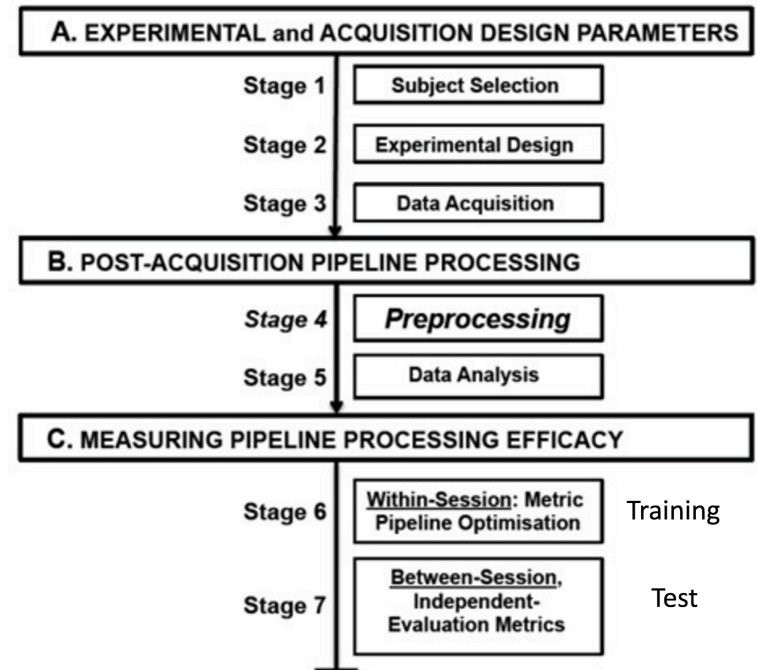 A. EXPERIMENTAL and ACQUISITION DESIGN PARAMETERS
Stage 1
Subject Selection
Stage 2
Experimental Design
Stage 3
Data Acquisition
B. POST-ACQUISITION PIPELINE PROCESSING
Stage 4
Preprocessing
Stage 5
Data Analysis
C. MEASURING PIPELINE PROCESSING EFFICACY
Stage 6
Within-Session: Metric
Pipeline Optimisation
Training
Stage 7
Between-Session,
Independent-
Evaluation Metrics
Test